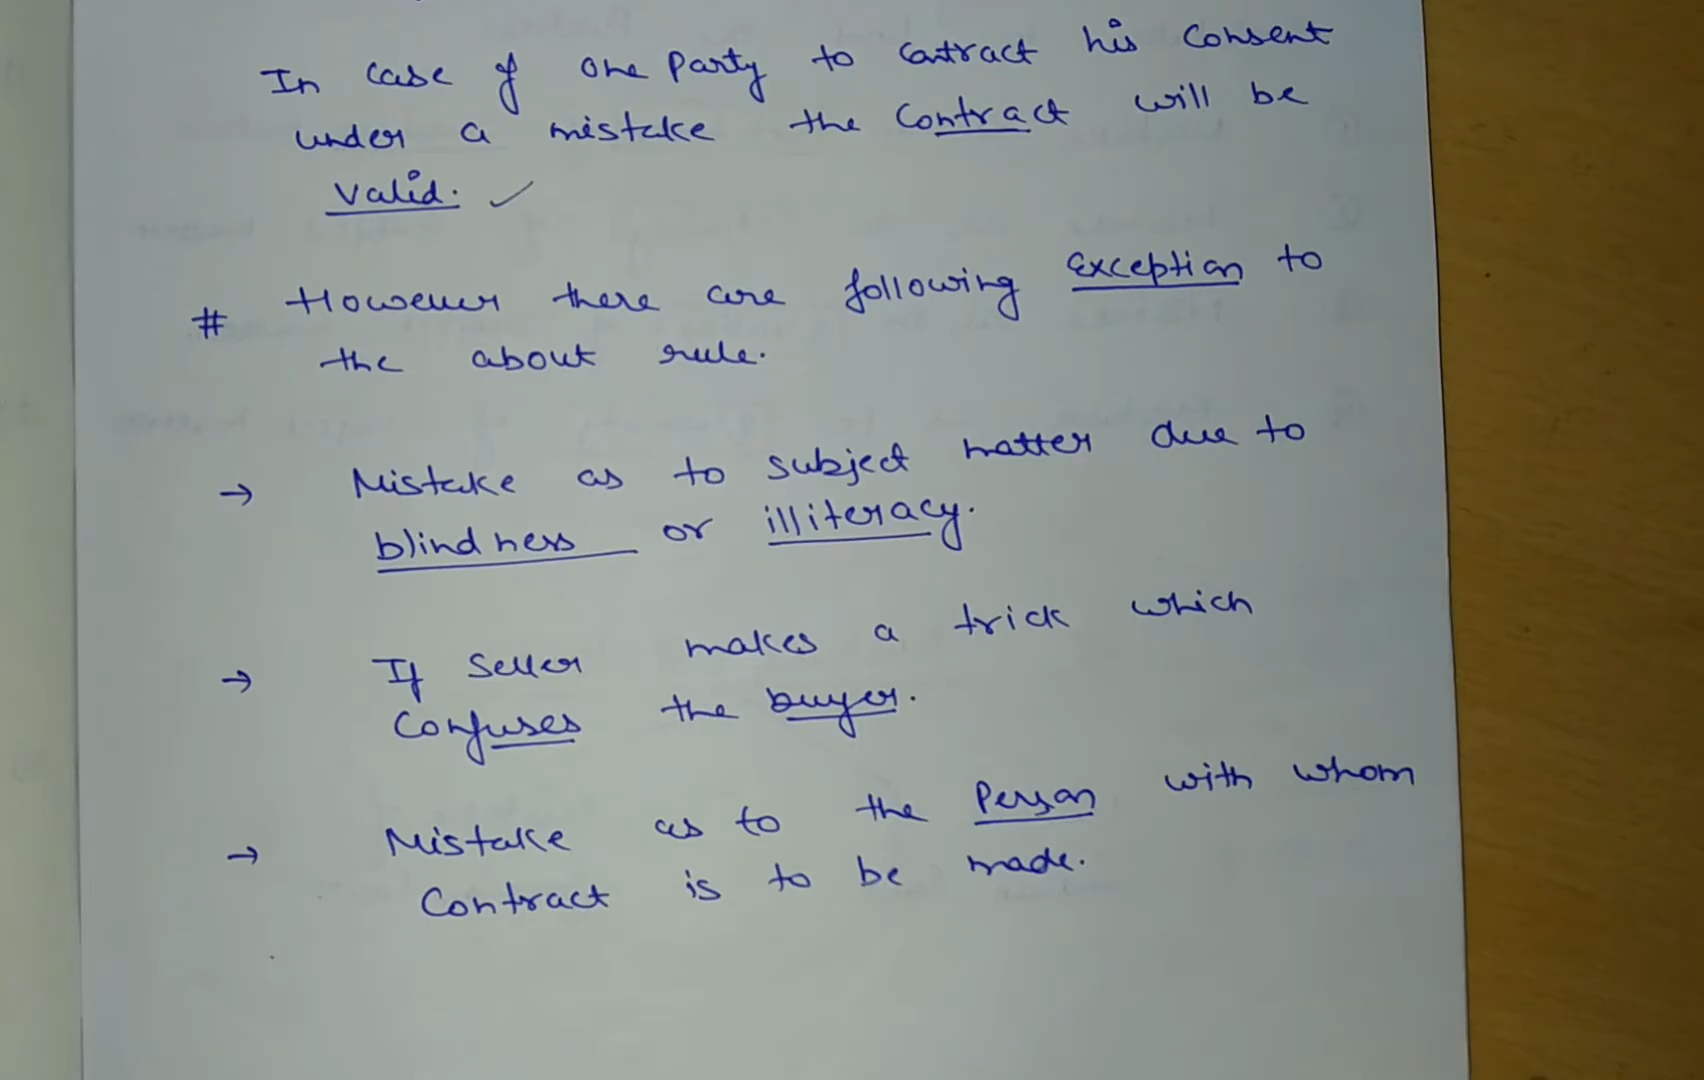 In case of one party to contract his consent
under a mistake the contract will be
valid. ✓
# However there are following exception to
the about rule.
→ Mistake as to subject matter due to
blindness or illiteracy.
→ If seller makes a trick which
confuses the buyer.
→ Mistake as to the Person with whom
Contract is to be made.